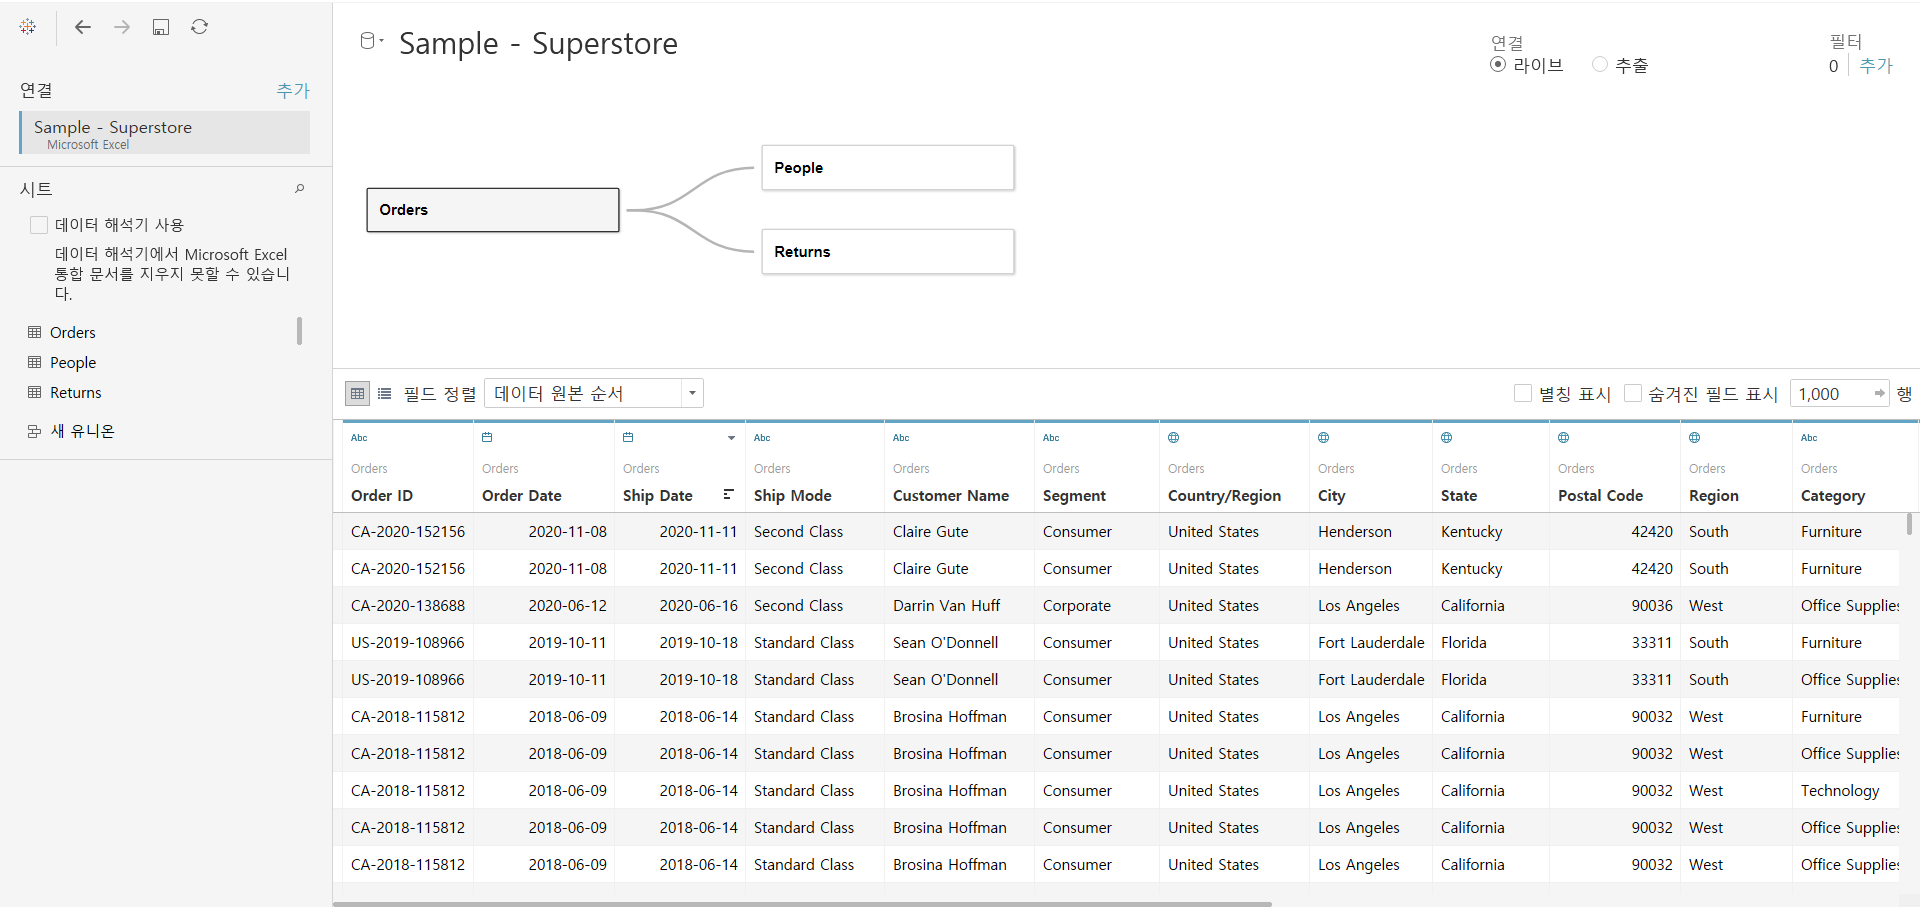 Sample - Superstore
연결
라이브 추출
필터
0 추가
연결 추가
Sample - Superstore
Microsoft Excel
시트
데이터 해석기 사용
데이터 해석기에서 Microsoft Excel
통합 문서를 지우지 못할 수 있습니
다.
Orders
People
Returns
새 유니온
Orders
People
Returns
필드 정렬 데이터 원본 순서 별칭 표시 숨겨진 필드 표시 1,000 행
Abc Abc Abc Abc Abc
Orders Orders Orders Orders Orders Orders Orders Orders Orders Orders Orders Orders
Order ID Order Date Ship Date Ship Mode Customer Name Segment Country/Region City State Postal Code Region Category
CA-2020-152156 2020-11-08 2020-11-11 Second Class Claire Gute Consumer United States Henderson Kentucky 42420 South Furniture
CA-2020-152156 2020-11-08 2020-11-11 Second Class Claire Gute Consumer United States Henderson Kentucky 42420 South Furniture
CA-2020-138688 2020-06-12 2020-06-16 Second Class Darrin Van Huff Corporate United States Los Angeles California 90036 West Office Supplies
US-2019-108966 2019-10-11 2019-10-18 Standard Class Sean O'Donnell Consumer United States Fort Lauderdale Florida 33311 South Furniture
US-2019-108966 2019-10-11 2019-10-18 Standard Class Sean O'Donnell Consumer United States Fort Lauderdale Florida 33311 South Office Supplies
CA-2018-115812 2018-06-09 2018-06-14 Standard Class Brosina Hoffman Consumer United States Los Angeles California 90032 West Furniture
CA-2018-115812 2018-06-09 2018-06-14 Standard Class Brosina Hoffman Consumer United States Los Angeles California 90032 West Office Supplies
CA-2018-115812 2018-06-09 2018-06-14 Standard Class Brosina Hoffman Consumer United States Los Angeles California 90032 West Technology
CA-2018-115812 2018-06-09 2018-06-14 Standard Class Brosina Hoffman Consumer United States Los Angeles California 90032 West Office Supplies
CA-2018-115812 2018-06-09 2018-06-14 Standard Class Brosina Hoffman Consumer United States Los Angeles California 90032 West Office Supplies